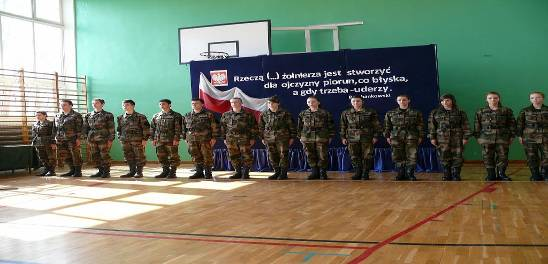 Rzeczą (...) żołnierza jest stworzyć
dla ojczyzny piorun, co błyska,
a gdy trzeba-uderzy.